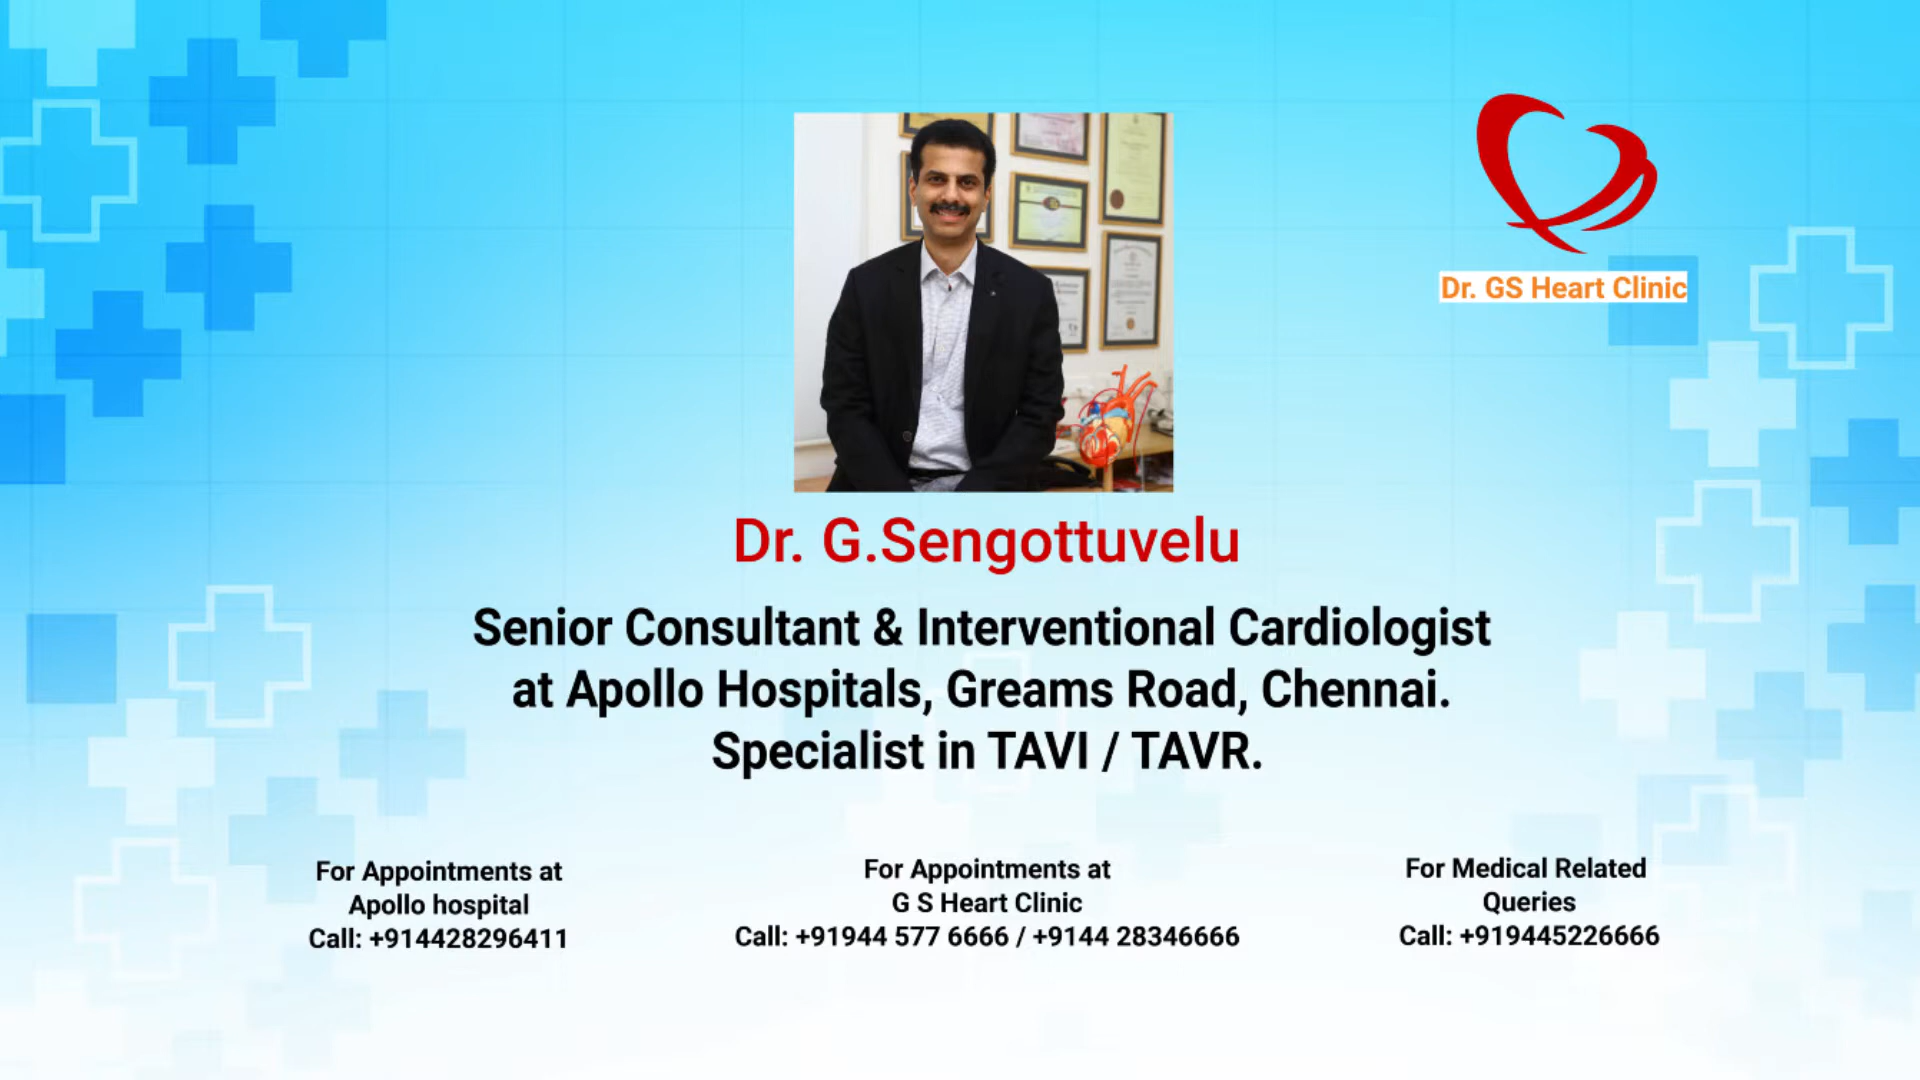 Dr. GS Heart Clinic
Dr. G.Sengottuvelu
Senior Consultant & Interventional Cardiologist
at Apollo Hospitals, Greams Road, Chennai.
Specialist in TAVI / TAVR.
For Appointments at
Apollo hospital
Call: +914428296411
For Appointments at
G S Heart Clinic
Call: +91944 577 6666 / +9144 28346666
For Medical Related
Queries
Call: +919445226666